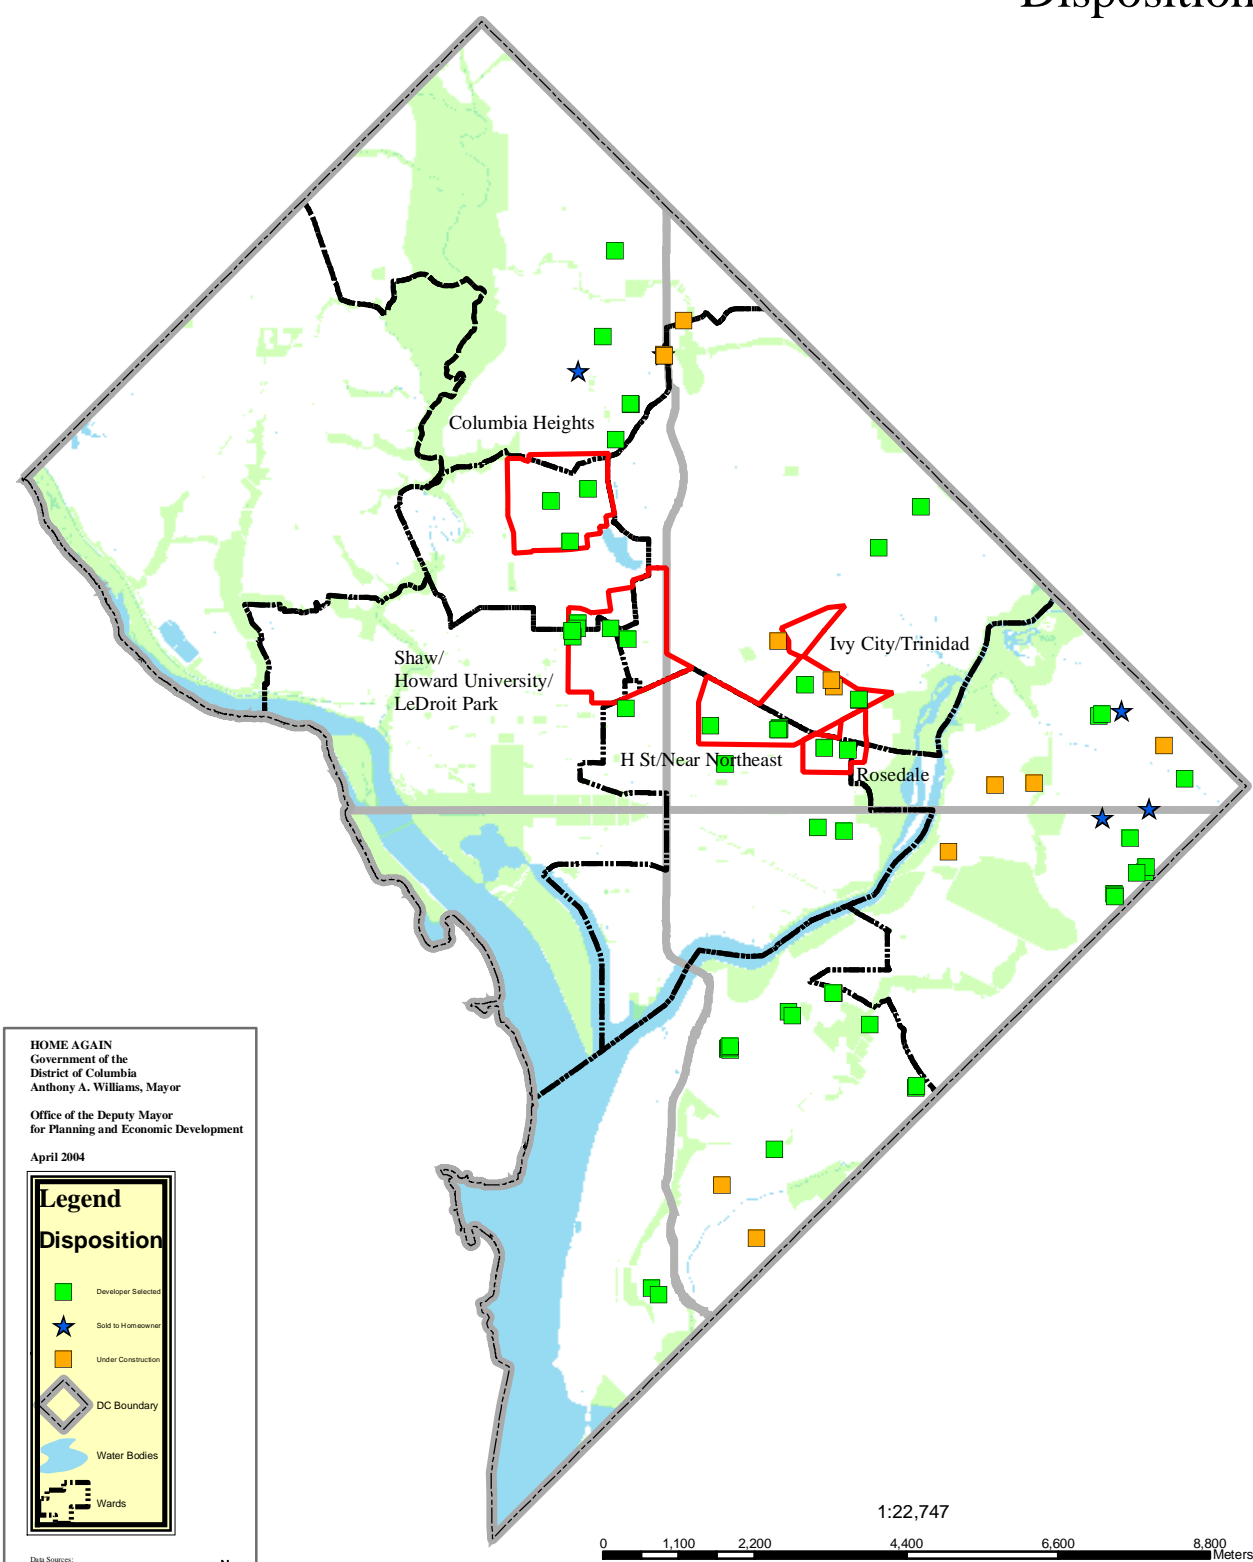 Disposition
Columbia Heights
Shaw/
Howard University/
LeDroit Park
Ivy City/Trinidad
H St/Near Northeast
Rosedale
HOME AGAIN
Government of the
District of Columbia
Anthony A. Williams, Mayor
Office of the Deputy Mayor
for Planning and Economic Development
April 2004
Legend
Disposition
Developer Selected
Sold to Homeowner
Under Construction
DC Boundary
Water Bodies
Wards
Data Sources:
N
1:22,747
0 1,100 2,200 4,400 6,600 8,800
Meters